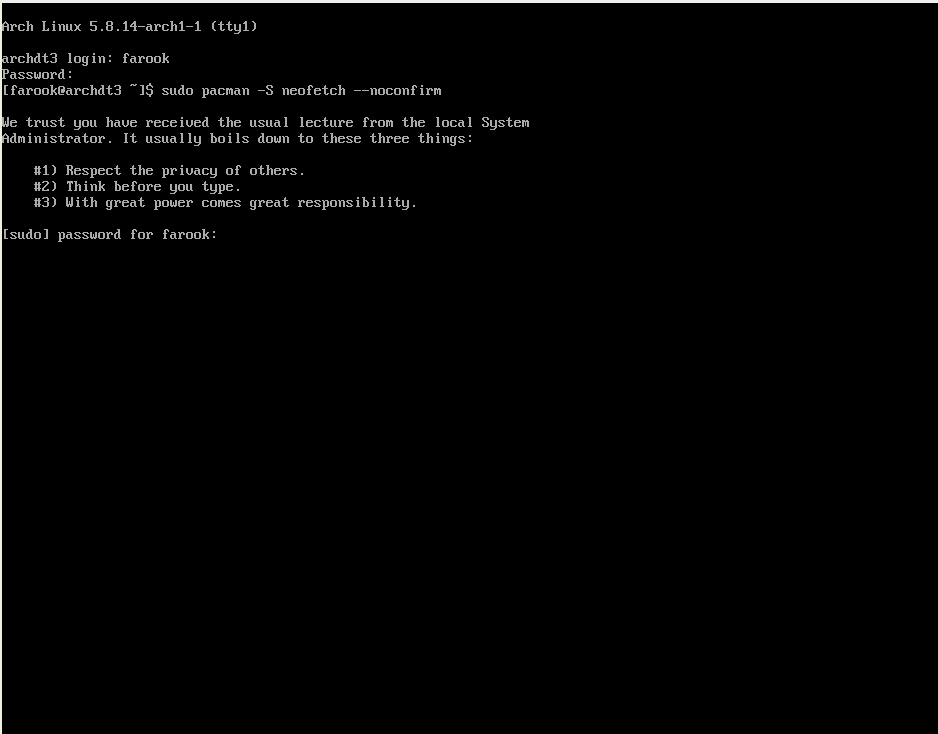 Arch Linux 5.8.14-arch1-1 (tty1)
archdt3 login: farook
Password:
[farook@archdt3 ~]$ sudo pacman -S neofetch --noconfirm
We trust you have received the usual lecture from the local System
Administrator. It usually boils down to these three things:
#1) Respect the privacy of others.
#2) Think before you type.
#3) With great power comes great responsibility.
[sudo] password for farook: